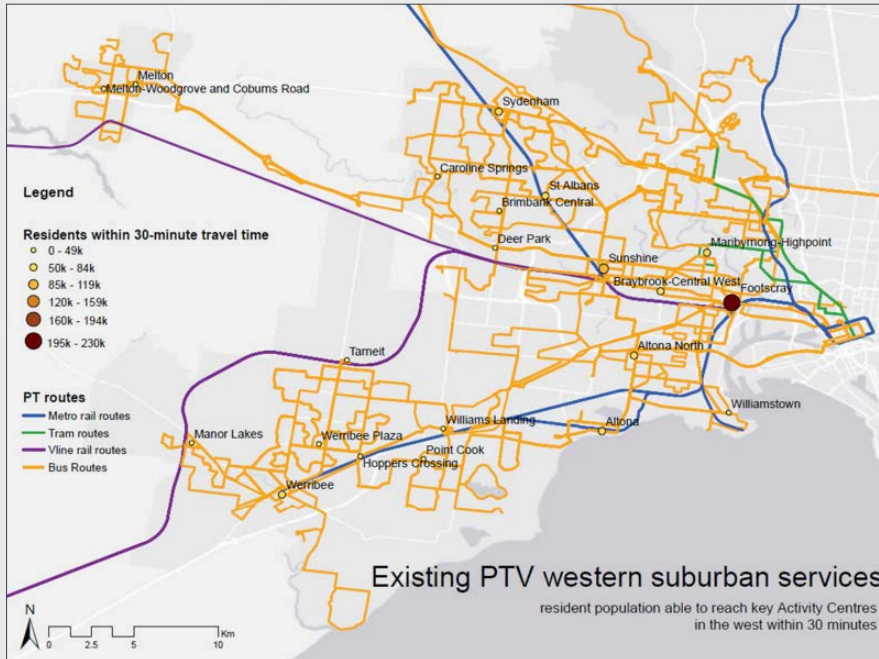 Melton
Melton-Woodgrove and Coburns Road
Sydenham
Caroline Springs
St Albans
Brimbank Central
Deer Park
Sunshine
Maribyrnong-Highpoint
Braybrook-Central West
Footscray
Altona North
Tarneit
Williamstown
Manor Lakes
Werribee Plaza
Williams Landing
Altona
Hoppers Crossing
Point Cook
Werribee
Legend
Residents within 30-minute travel time
0 - 49k
50k - 84k
85k - 119k
120k - 159k
160k - 194k
195k - 230k
PT routes
Metro rail routes
Tram routes
Vline rail routes
Bus Routes
N
0 2.5 5 10 Km
Existing PTV western suburban services
resident population able to reach key Activity Centres
in the west within 30 minutes